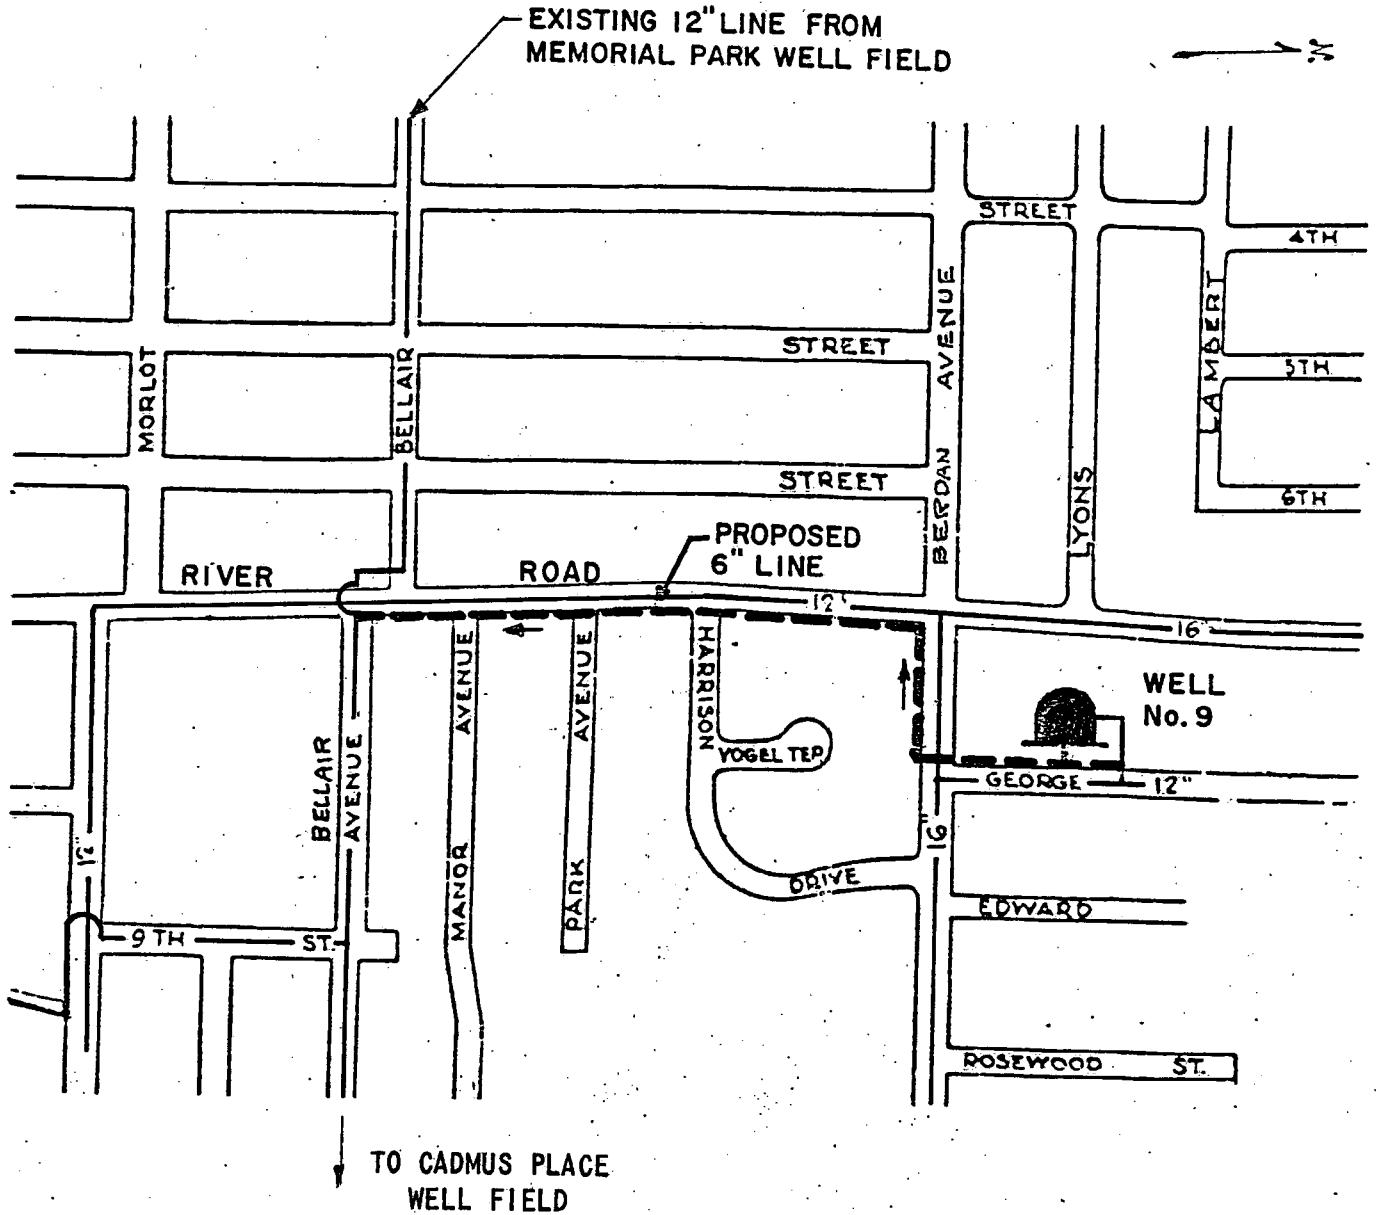 EXISTING 12" LINE FROM
MEMORIAL PARK WELL FIELD
N
STREET
4TH
AVENUE
LAMBERT
STREET
5TH
MORLOT
BELLAIR
STREET
6TH
BERDAN
LYONS
PROPOSED
6" LINE
RIVER
ROAD
12"
16"
HARRISON
AVENUE
AVENUE
WELL
No. 9
VOGEL TER.
GEORGE
12"
BELLAIR
AVENUE
12"
16"
MANOR
PARK
DRIVE
EDWARD
9TH
ST.
ROSEWOOD
ST.
TO CADMUS PLACE
WELL FIELD